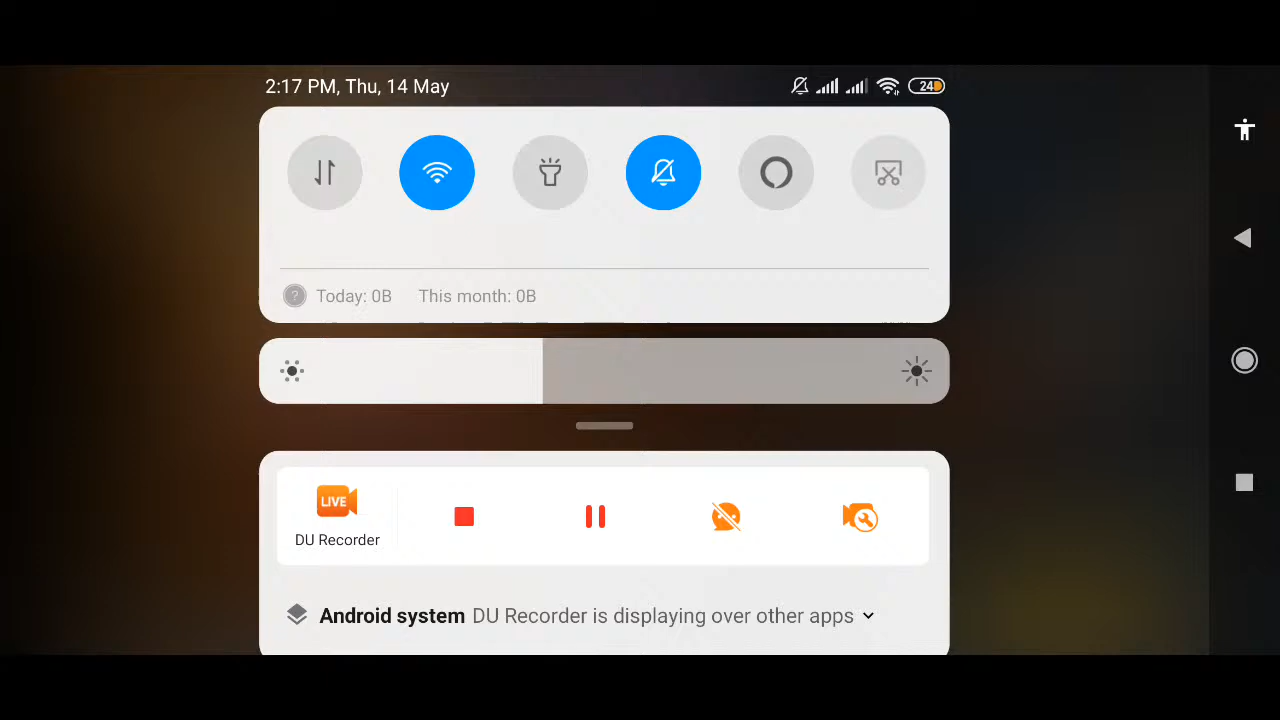 2:17 PM, Thu, 14 May
24
Today: 0B This month: 0B
LIVE
DU Recorder
Android system DU Recorder is displaying over other apps